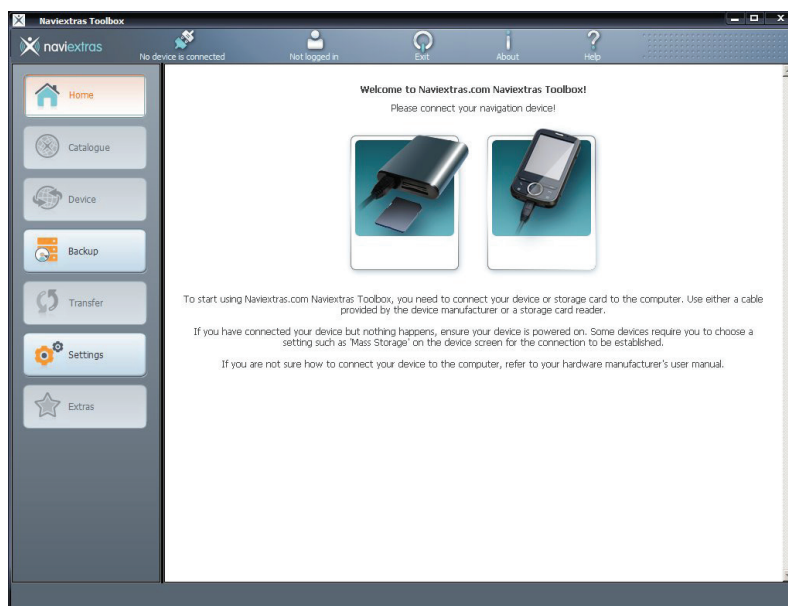 Naviextras Toolbox
naviextras
No device is connected
Not logged in
Exit
About
Help
Home
Catalogue
Device
Backup
Transfer
Settings
Extras
Welcome to Naviextras.com Naviextras Toolbox!
Please connect your navigation device!
To start using Naviextras.com Naviextras Toolbox, you need to connect your device or storage card to the computer. Use either a cable
provided by the device manufacturer or a storage card reader.
If you have connected your device but nothing happens, ensure your device is powered on. Some devices require you to choose a
setting such as 'Mass Storage' on the device screen for the connection to be established.
If you are not sure how to connect your device to the computer, refer to your hardware manufacturer's user manual.